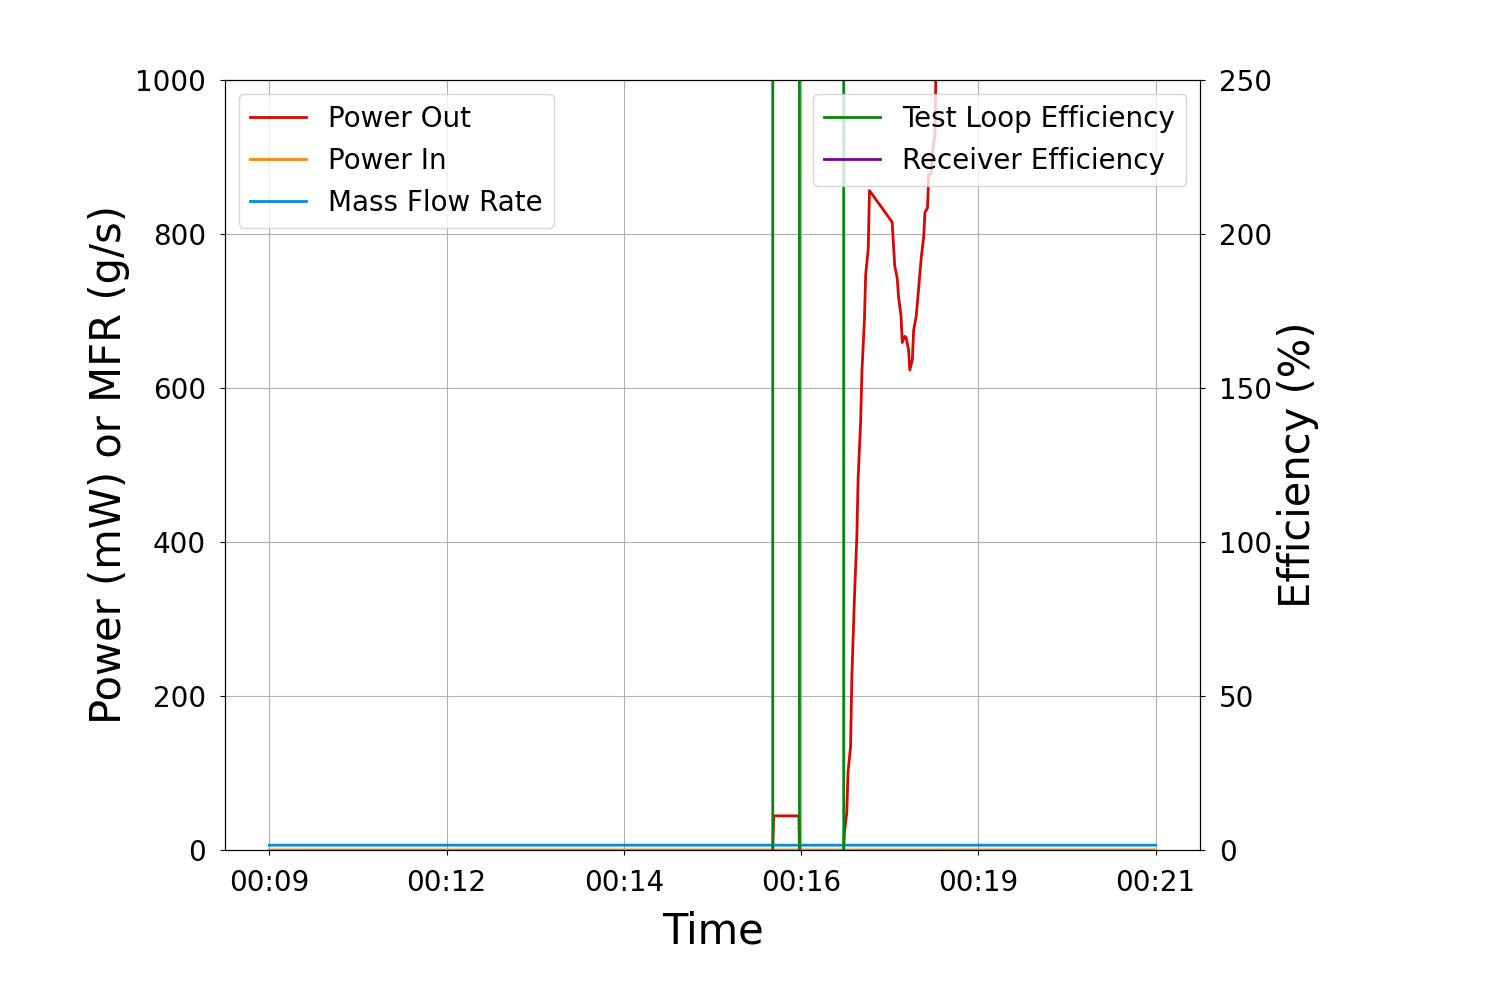 1000
800
600
400
200
0
Power (mW) or MFR (g/s)
Power Out
Power In
Mass Flow Rate
Test Loop Efficiency
Receiver Efficiency
250
200
150
100
50
0
Efficiency (%)
00:09 00:12 00:14 00:16 00:19 00:21
Time